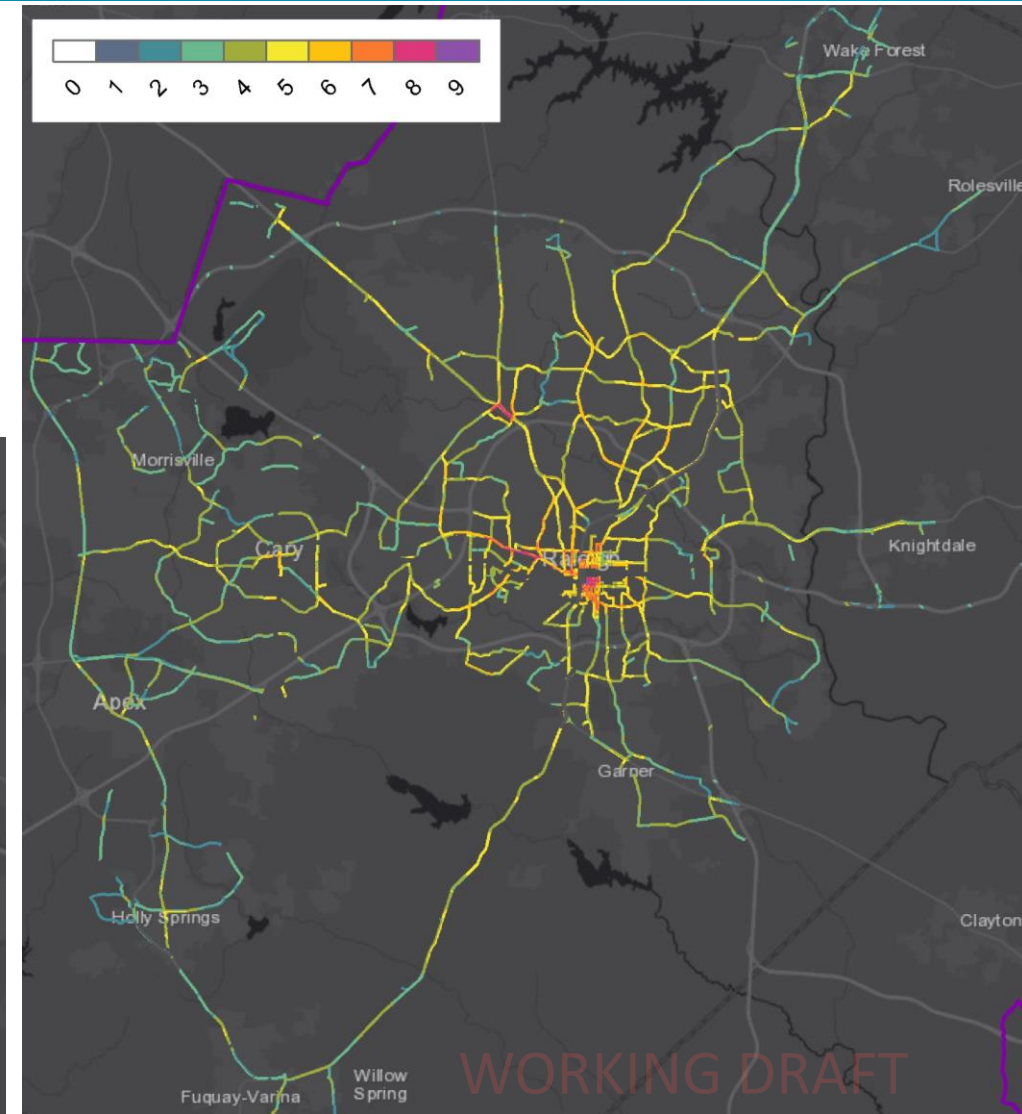 0 1 2 3 4 5 6 7 8 9
Wake Forest
Rolesville
Morrisville
Cary
Raleigh
Knightdale
Apex
Garner
Holly Springs
Clayton
Willow
Spring
Fuquay-Varina
WORKING DRAFT